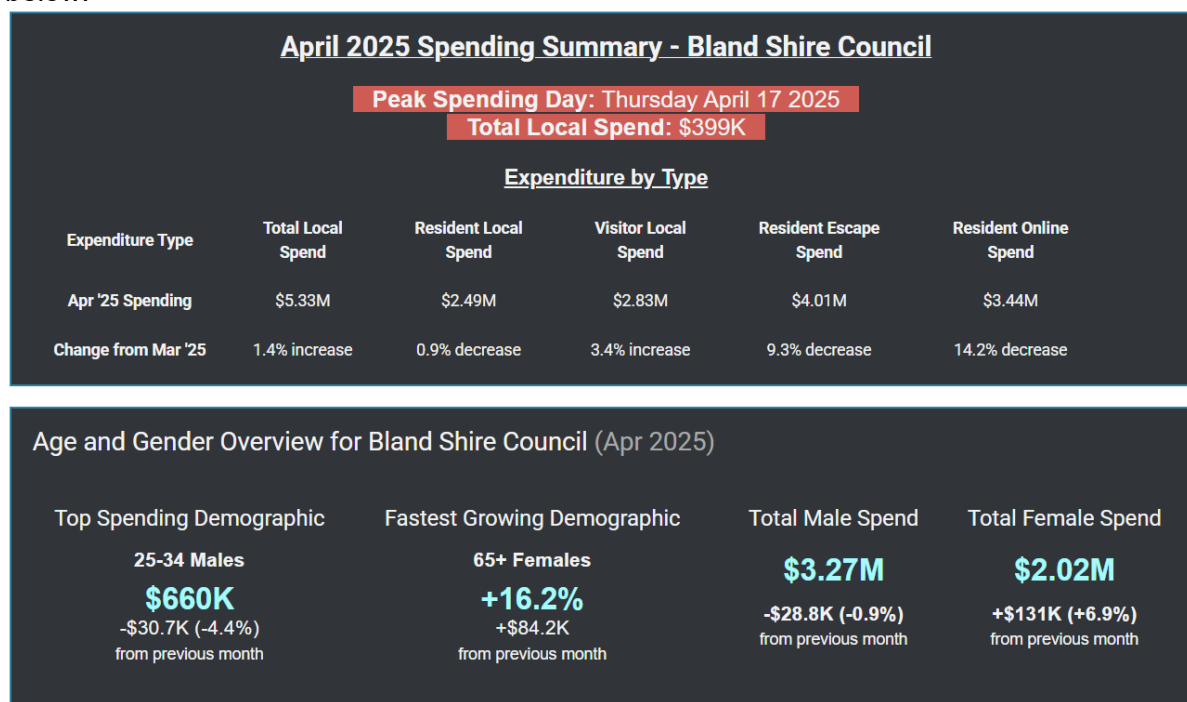 below.
April 2025 Spending Summary - Bland Shire Council
Peak Spending Day: Thursday April 17 2025
Total Local Spend: $399K
Expenditure by Type
Expenditure Type Total Local Spend Resident Local Spend Visitor Local Spend Resident Escape Spend Resident Online Spend
Apr '25 Spending $5.33M $2.49M $2.83M $4.01M $3.44M
Change from Mar '25 1.4% increase 0.9% decrease 3.4% increase 9.3% decrease 14.2% decrease
Age and Gender Overview for Bland Shire Council (Apr 2025)
Top Spending Demographic
25-34 Males
$660K
-$30.7K (-4.4%)
from previous month
Fastest Growing Demographic
65+ Females
+16.2%
+$84.2K
from previous month
Total Male Spend
$3.27M
-$28.8K (-0.9%)
from previous month
Total Female Spend
$2.02M
+$131K (+6.9%)
from previous month